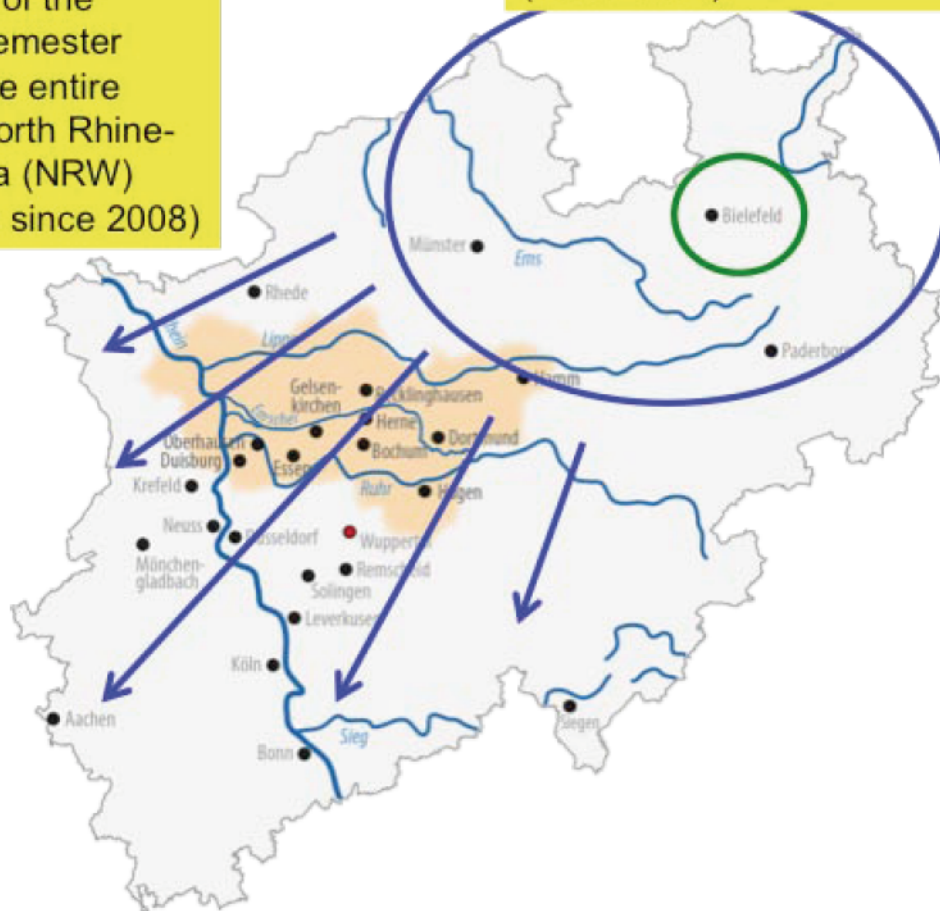 of the
emester
e entire
orth Rhine-
a (NRW)
since 2008)
Bielefeld
Münster
Ems
Rhede
Lippe
Paderborn
Hamm
Gelsen-
kirchen
Recklinghausen
Herne
Oberhausen
Dortmund
Bochum
Duisburg
Essen
Krefeld
Ruhr
Hagen
Neuss
Düsseldorf
Wuppertal
München-
gladbach
Remscheid
Solingen
Leverkusen
Köln
Aachen
Siegen
Sieg
Bonn